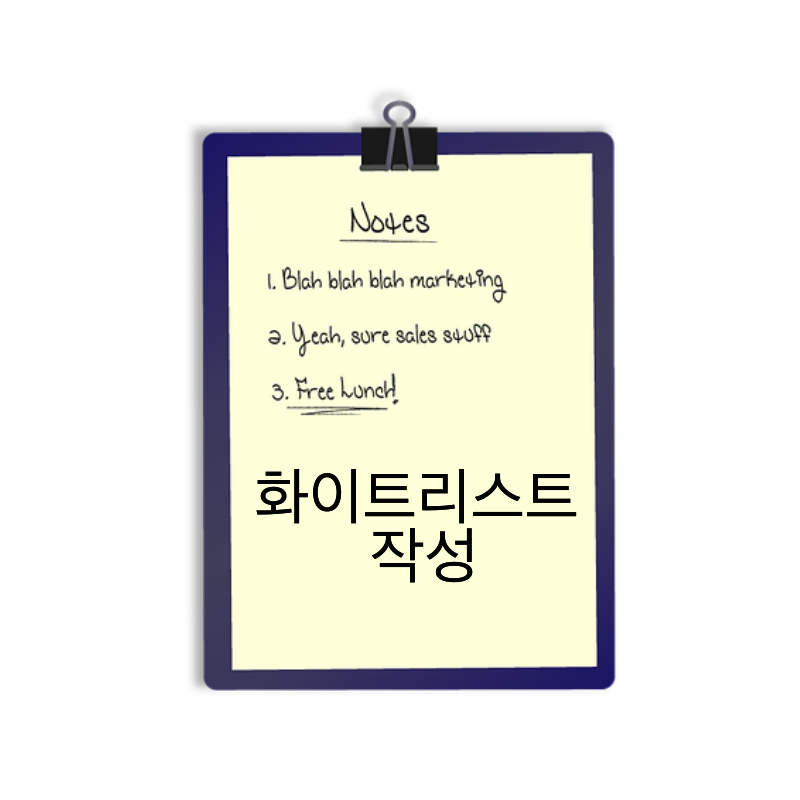 Notes
1. Blah blah blah marketing
2. Yeah, sure sales stuff
3. Free Lunch!
화이트리스트
작성